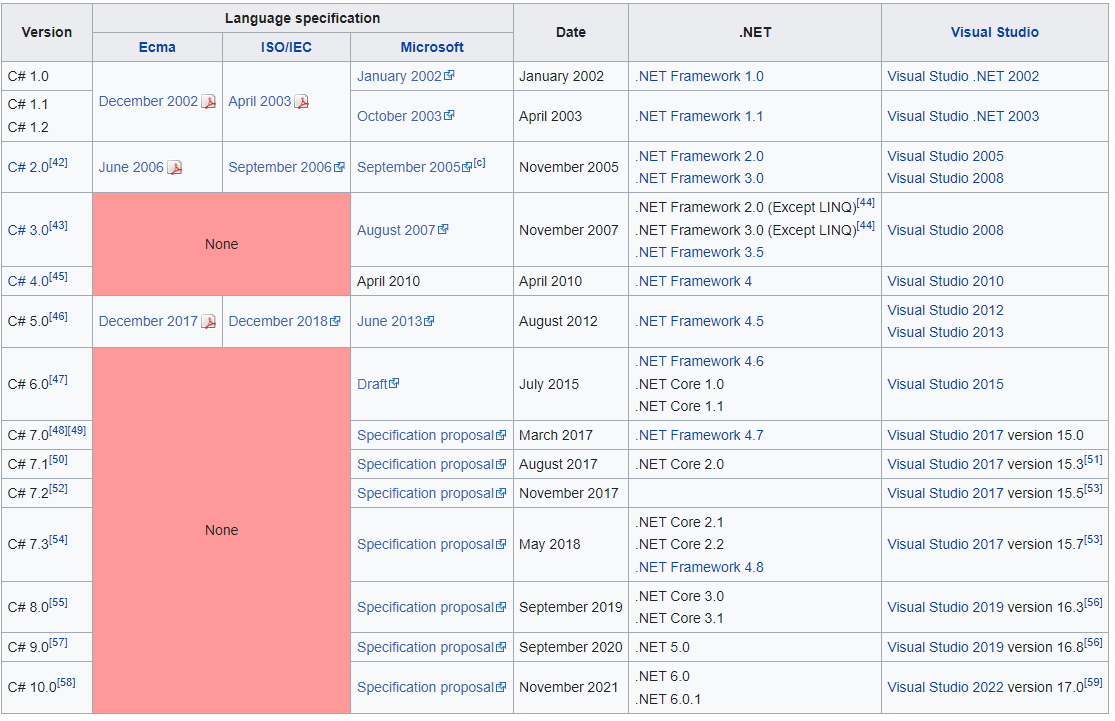 Version Language specification Date .NET Visual Studio
Ecma ISO/IEC Microsoft
C# 1.0 December 2002 April 2003 January 2002 January 2002 .NET Framework 1.0 Visual Studio .NET 2002
C# 1.1
C# 1.2
October 2003 April 2003 .NET Framework 1.1 Visual Studio .NET 2003
C# 2.0[42] June 2006 September 2006 September 2005[c] November 2005
.NET Framework 2.0
.NET Framework 3.0
Visual Studio 2005
Visual Studio 2008
C# 3.0[43] None August 2007 November 2007
.NET Framework 2.0 (Except LINQ)[44]
.NET Framework 3.0 (Except LINQ)[44]
.NET Framework 3.5
Visual Studio 2008
C# 4.0[45] April 2010 April 2010 .NET Framework 4 Visual Studio 2010
C# 5.0[46] December 2017 December 2018 June 2013 August 2012 .NET Framework 4.5
Visual Studio 2012
Visual Studio 2013
C# 6.0[47] None Draft July 2015
.NET Framework 4.6
.NET Core 1.0
.NET Core 1.1
Visual Studio 2015
C# 7.0[48][49] Specification proposal March 2017 .NET Framework 4.7 Visual Studio 2017 version 15.0
C# 7.1[50] Specification proposal August 2017 .NET Core 2.0 Visual Studio 2017 version 15.3[51]
C# 7.2[52] Specification proposal November 2017 Visual Studio 2017 version 15.5[53]
C# 7.3[54] Specification proposal May 2018
.NET Core 2.1
.NET Core 2.2
.NET Framework 4.8
Visual Studio 2017 version 15.7[53]
C# 8.0[55] Specification proposal September 2019
.NET Core 3.0
.NET Core 3.1
Visual Studio 2019 version 16.3[56]
C# 9.0[57] Specification proposal September 2020 .NET 5.0 Visual Studio 2019 version 16.8[56]
C# 10.0[58] Specification proposal November 2021
.NET 6.0
.NET 6.0.1
Visual Studio 2022 version 17.0[59]